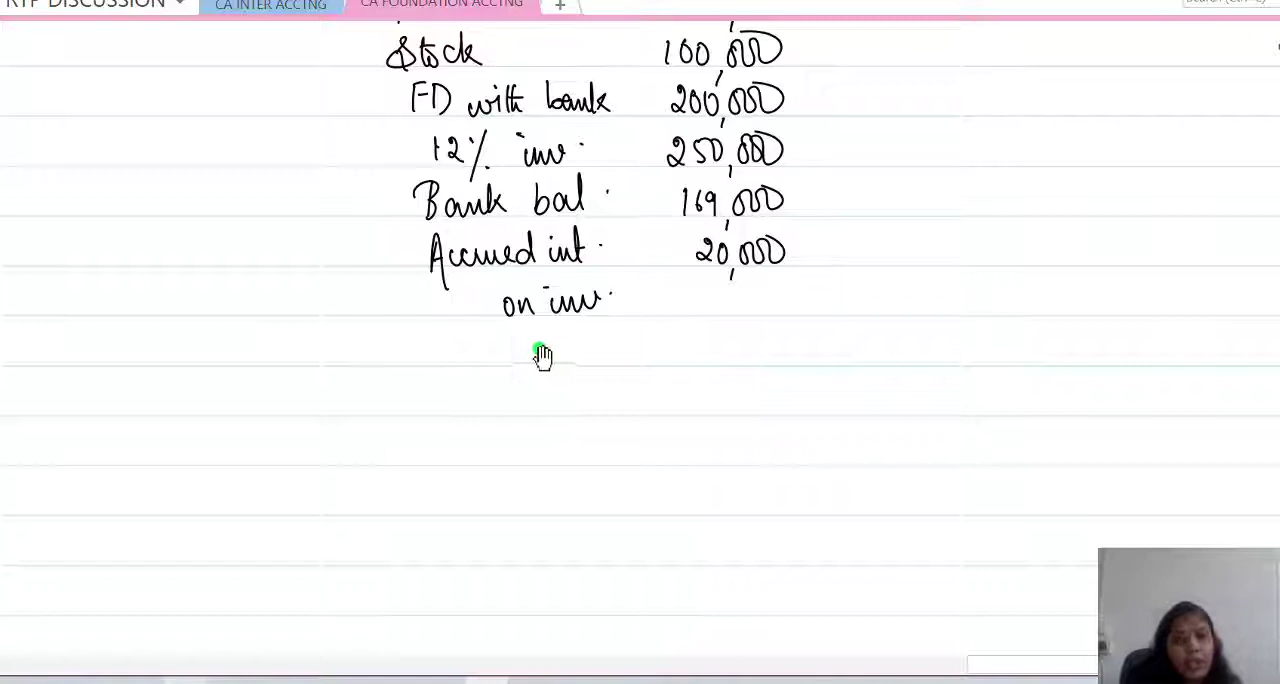 RTP DISCUSSION CA INTER ACCTNG CA FOUNDATION ACCTNG +
Stock 100,000
FD with bank 200,000
12% inv. 250,000
Bank bal. 169,000
Accrued int. 20,000
on inv.